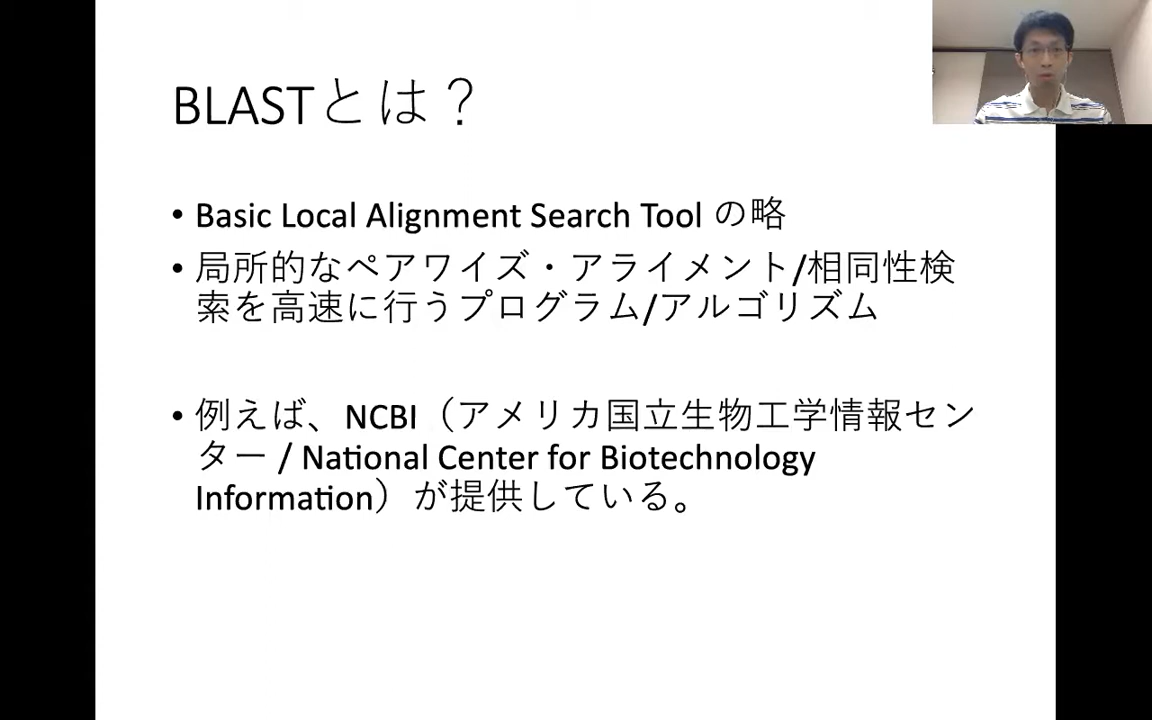 BLASTとは？
• Basic Local Alignment Search Tool の略
• 局所的なペアワイズ・アライメント/相同性検
索を高速に行うプログラム/アルゴリズム
• 例えば、NCBI（アメリカ国立生物工学情報セン
ター / National Center for Biotechnology
Information）が提供している。